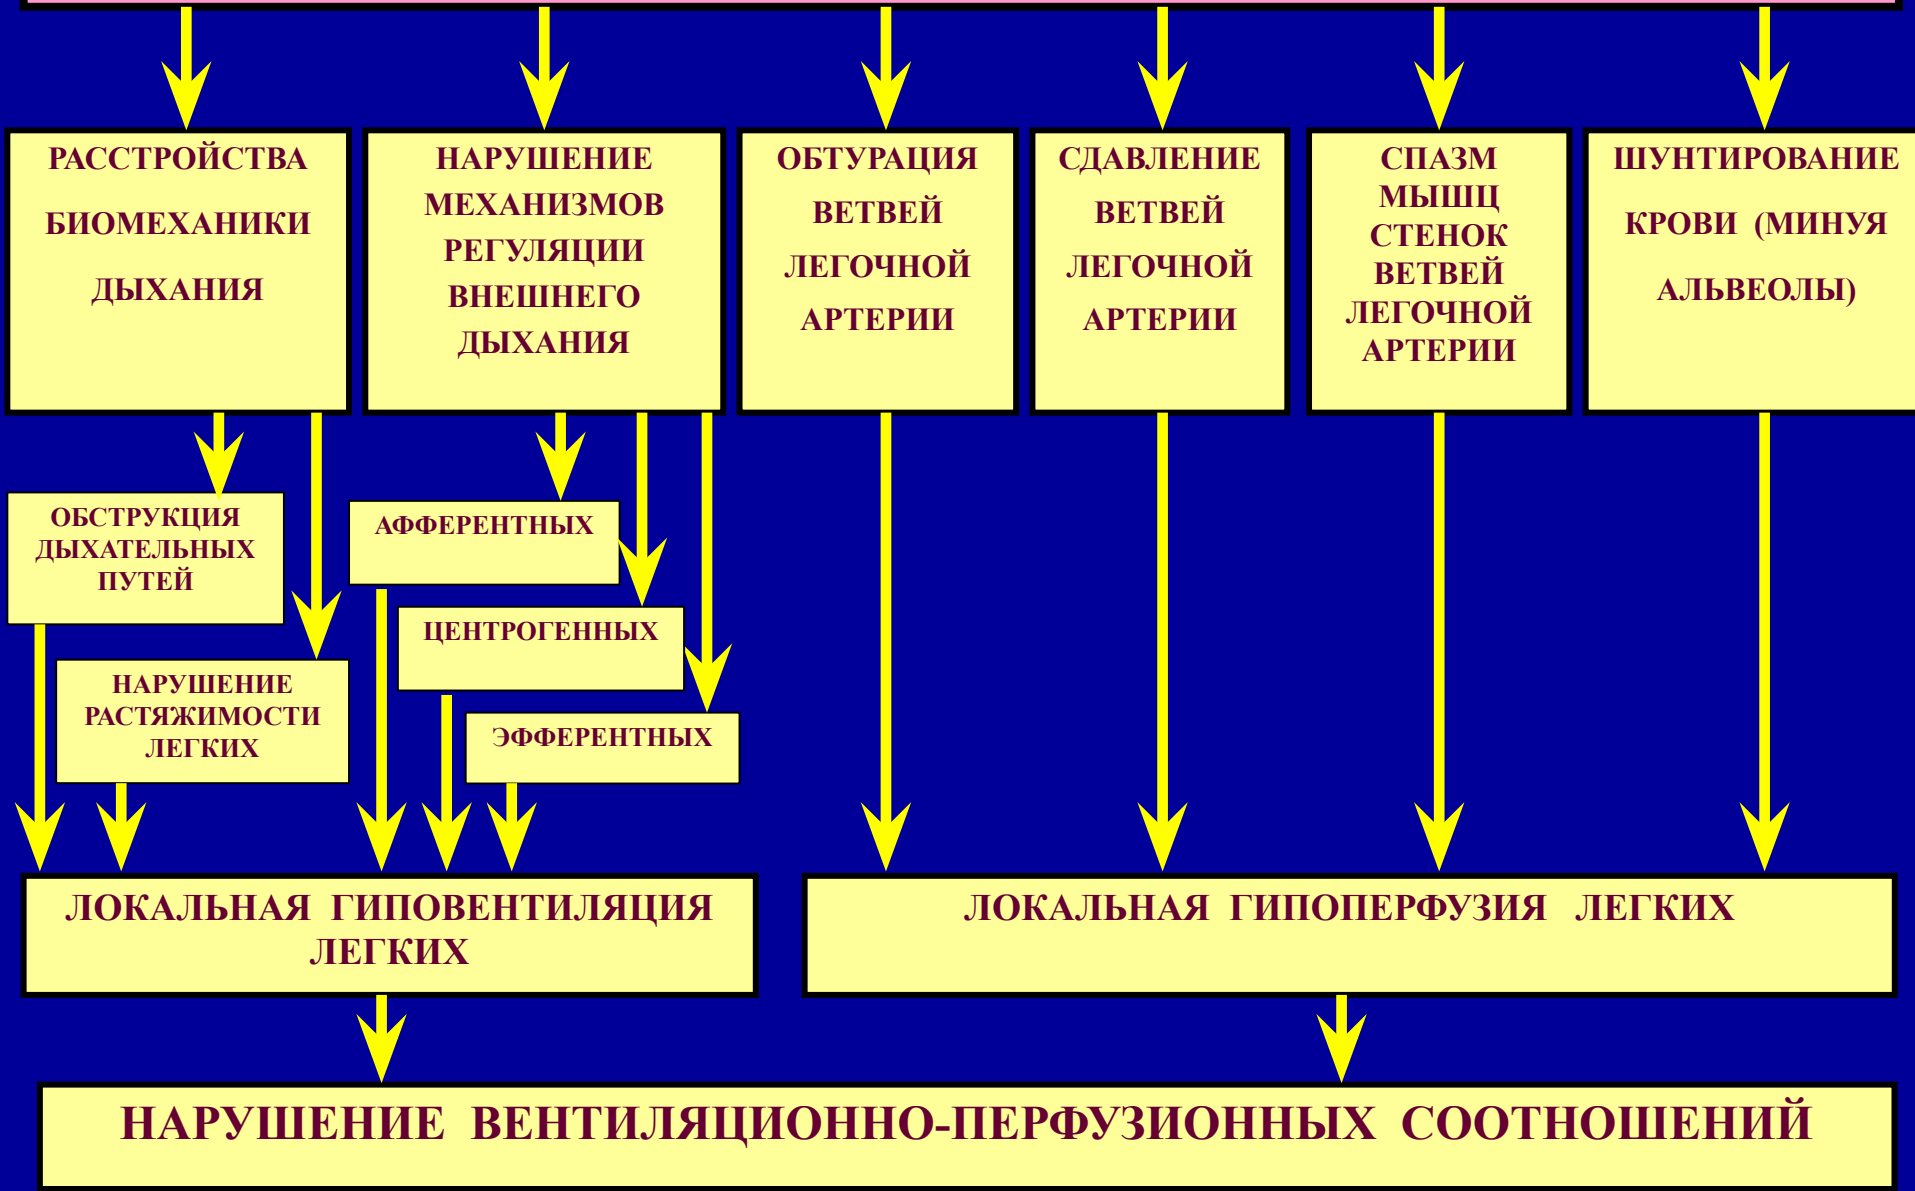 РАССТРОЙСТВА
БИОМЕХАНИКИ
ДЫХАНИЯ
НАРУШЕНИЕ
МЕХАНИЗМОВ
РЕГУЛЯЦИИ
ВНЕШНЕГО
ДЫХАНИЯ
ОБТУРАЦИЯ
ВЕТВЕЙ
ЛЕГОЧНОЙ
АРТЕРИИ
СДАВЛЕНИЕ
ВЕТВЕЙ
ЛЕГОЧНОЙ
АРТЕРИИ
СПАЗМ
МЫШЦ
СТЕНОК
ВЕТВЕЙ
ЛЕГОЧНОЙ
АРТЕРИИ
ШУНТИРОВАНИЕ
КРОВИ (МИНУЯ
АЛЬВЕОЛЫ)
ОБСТРУКЦИЯ
ДЫХАТЕЛЬНЫХ
ПУТЕЙ
НАРУШЕНИЕ
РАСТЯЖИМОСТИ
ЛЕГКИХ
АФФЕРЕНТНЫХ
ЦЕНТРОГЕННЫХ
ЭФФЕРЕНТНЫХ
ЛОКАЛЬНАЯ ГИПОВЕНТИЛЯЦИЯ
ЛЕГКИХ
ЛОКАЛЬНАЯ ГИПОПЕРФУЗИЯ ЛЕГКИХ
НАРУШЕНИЕ ВЕНТИЛЯЦИОННО-ПЕРФУЗИОННЫХ СООТНОШЕНИЙ